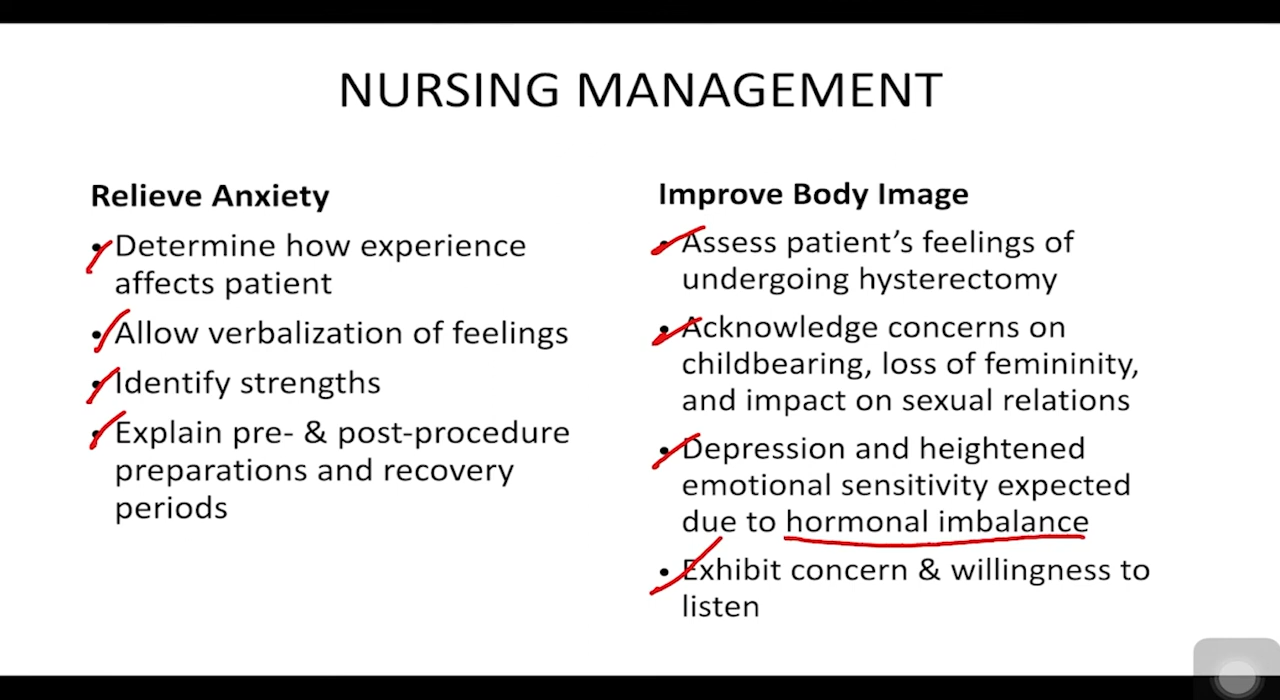 NURSING MANAGEMENT
Relieve Anxiety
• Determine how experience
affects patient
• Allow verbalization of feelings
• Identify strengths
• Explain pre- & post-procedure
preparations and recovery
periods
Improve Body Image
• Assess patient’s feelings of
undergoing hysterectomy
• Acknowledge concerns on
childbearing, loss of femininity,
and impact on sexual relations
• Depression and heightened
emotional sensitivity expected
due to hormonal imbalance
• Exhibit concern & willingness to
listen